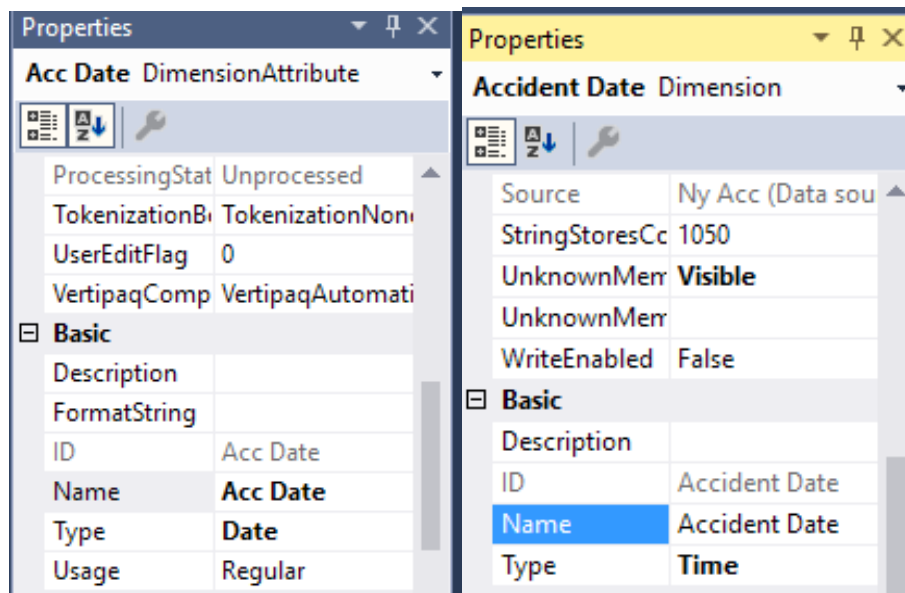 Properties
Acc Date DimensionAttribute
ProcessingStat Unprocessed
TokenizationB TokenizationNon
UserEditFlag 0
VertipaqComp VertipaqAutomati
Basic
Description
FormatString
ID Acc Date
Name Acc Date
Type Date
Usage Regular
Properties
Accident Date Dimension
Source Ny Acc (Data sou
StringStoresCc 1050
UnknownMem Visible
UnknownMem
WriteEnabled False
Basic
Description
ID Accident Date
Name Accident Date
Type Time